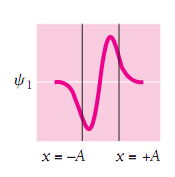 ψ₁
x = –A x = +A